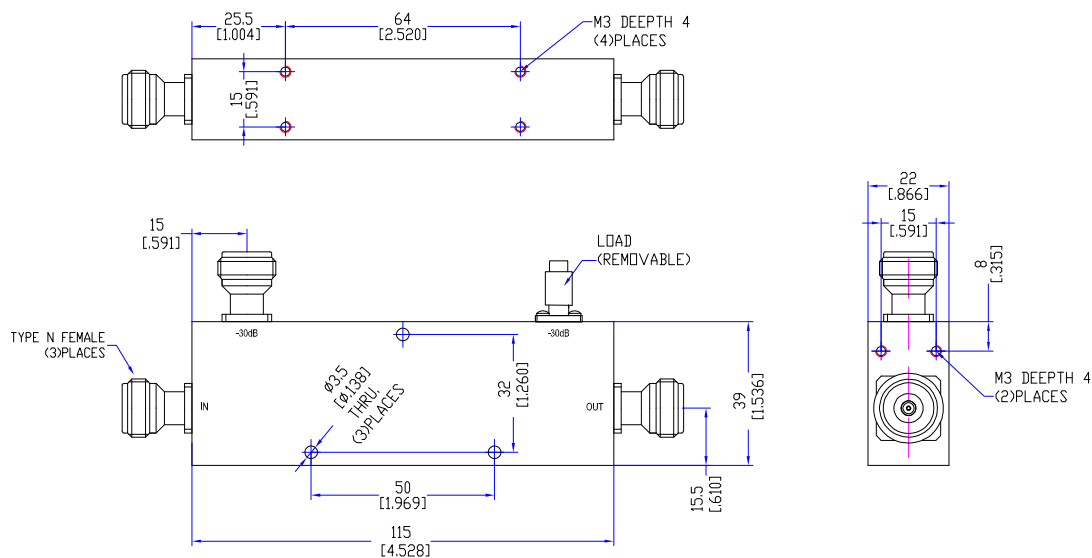 25.5
[1.004]
64
[2.520]
M3 DEEPTH 4
(4)PLACES
15
[.591]
15
[.591]
LOAD
(REMOVABLE)
TYPE N FEMALE
(3)PLACES
-30dB
-30dB
IN
OUT
Ø3.5
[Ø.138]
THRU,
(3)PLACES
32
[1.260]
39
[1.536]
15.5
[.610]
50
[1.969]
115
[4.528]
22
[.866]
15
[.591]
8
[.315]
M3 DEEPTH 4
(2)PLACES